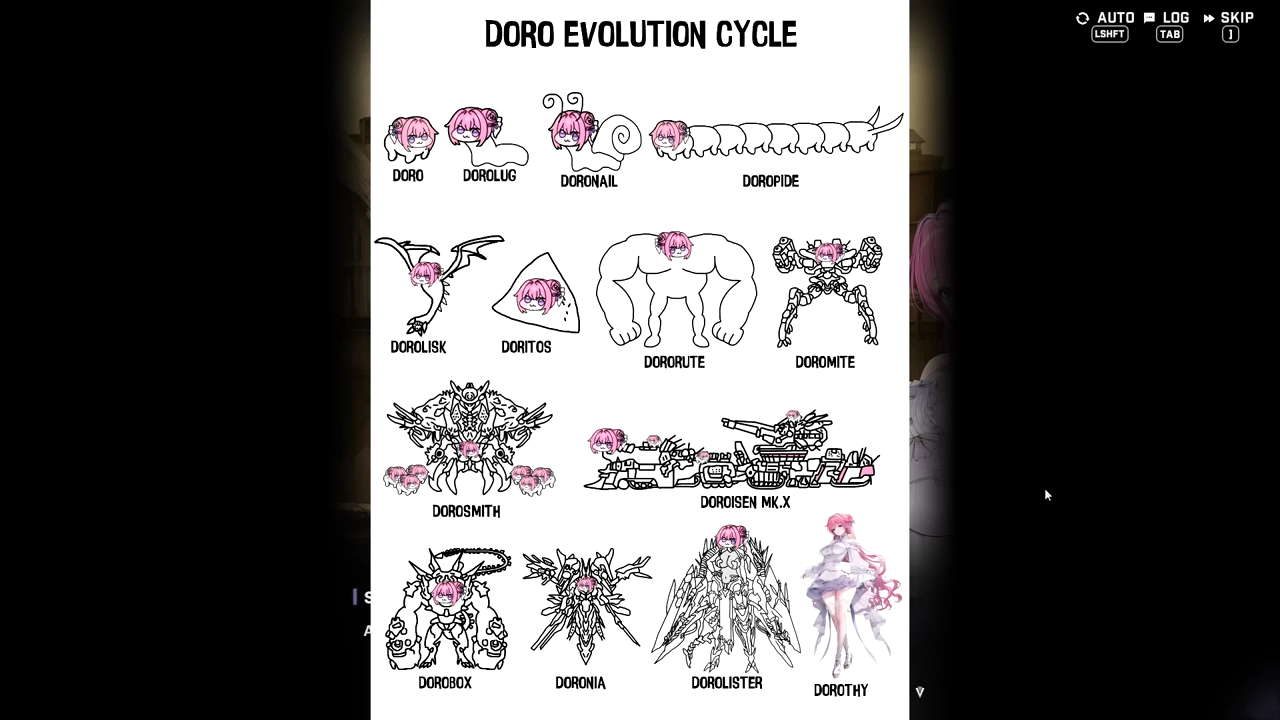 DORO EVOLUTION CYCLE
AUTO LOG SKIP
LSHFT TAB ]
DORO DOROLUG DORONAIL DOROPIDE
DOROLISK DORITOS DORORUTE DOROMITE
DOROSMITH DOROISEN MK.X
S
A
DOROBOX DORONIA DOROLISTER DOROTHY